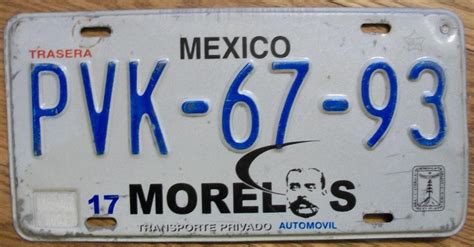 TRASERA
MEXICO
PVK-67-93
17 MORELOS
TRANSPORTE PRIVADO AUTOMOVIL